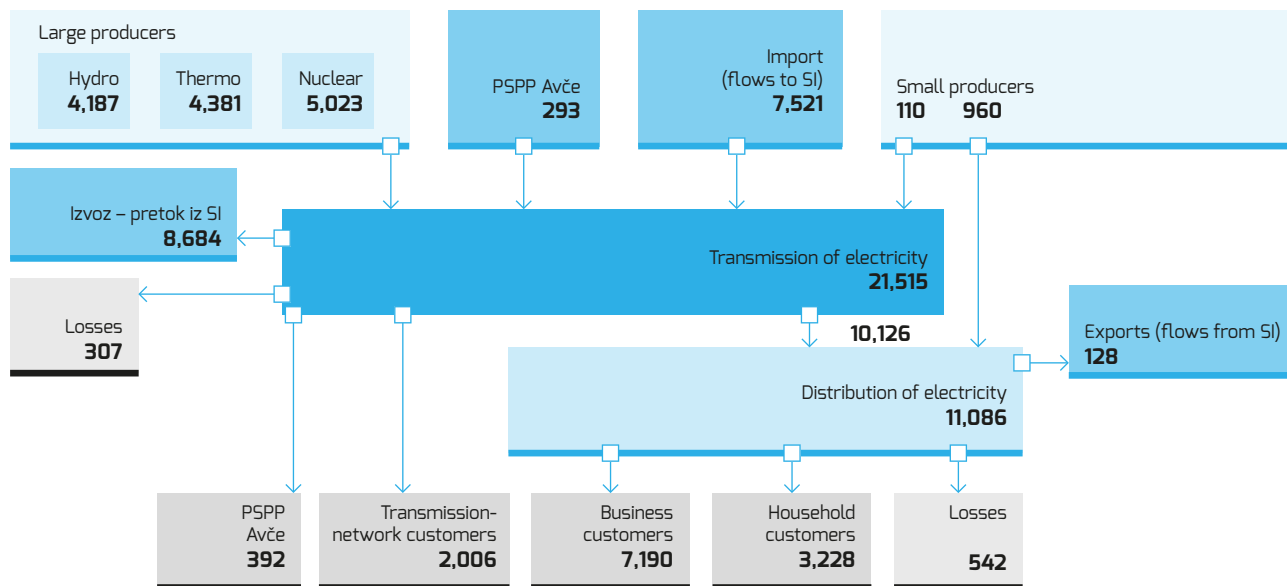 Large producers
Hydro
4,187
Thermo
4,381
Nuclear
5,023
PSPP Avče
293
Import
(flows to SI)
7,521
Small producers
110 960
Izvoz – pretok iz SI
8,684
Transmission of electricity
21,515
Losses
307
10,126
Exports (flows from SI)
128
Distribution of electricity
11,086
PSPP
Avče
392
Transmission-
network customers
2,006
Business
customers
7,190
Household
customers
3,228
Losses
542